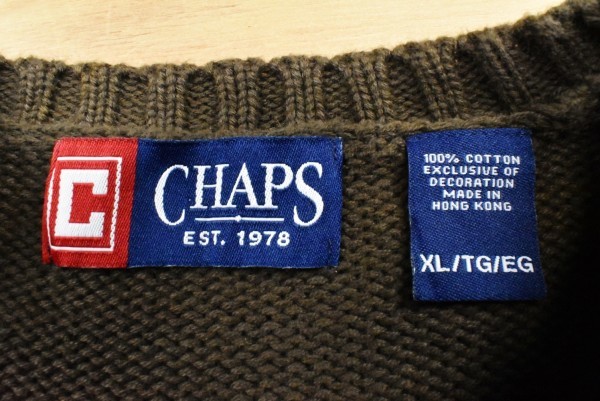 C
CHAPS
EST. 1978
100% COTTON
EXCLUSIVE OF
DECORATION
MADE IN
HONG KONG
XL/TG/EG